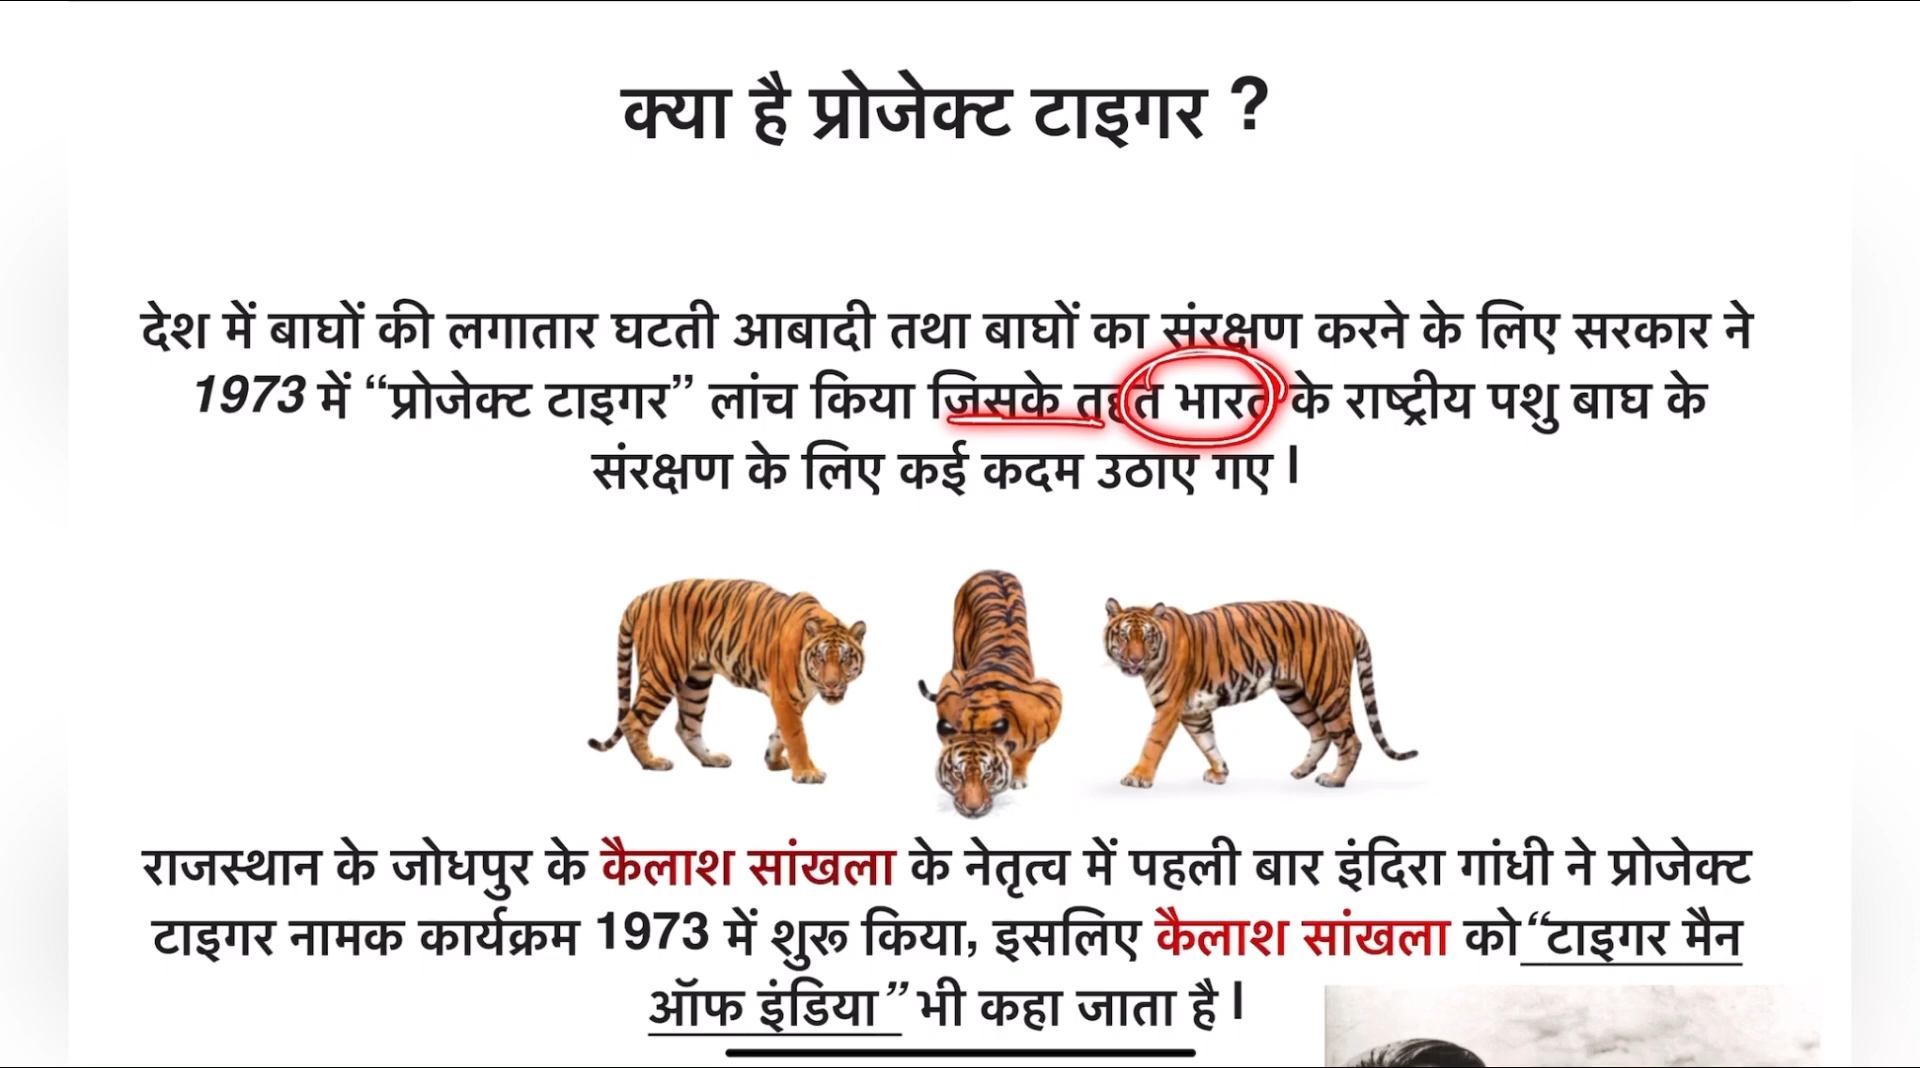 क्या है प्रोजेक्ट टाइगर ?
देश में बाघों की लगातार घटती आबादी तथा बाघों का संरक्षण करने के लिए सरकार ने
1973 में “प्रोजेक्ट टाइगर” लांच किया जिसके तहत भारत के राष्ट्रीय पशु बाघ के
संरक्षण के लिए कई कदम उठाए गए।
राजस्थान के जोधपुर के कैलाश सांखला के नेतृत्व में पहली बार इंदिरा गांधी ने प्रोजेक्ट
टाइगर नामक कार्यक्रम 1973 में शुरू किया, इसलिए कैलाश सांखला को “टाइगर मैन
ऑफ इंडिया” भी कहा जाता है।